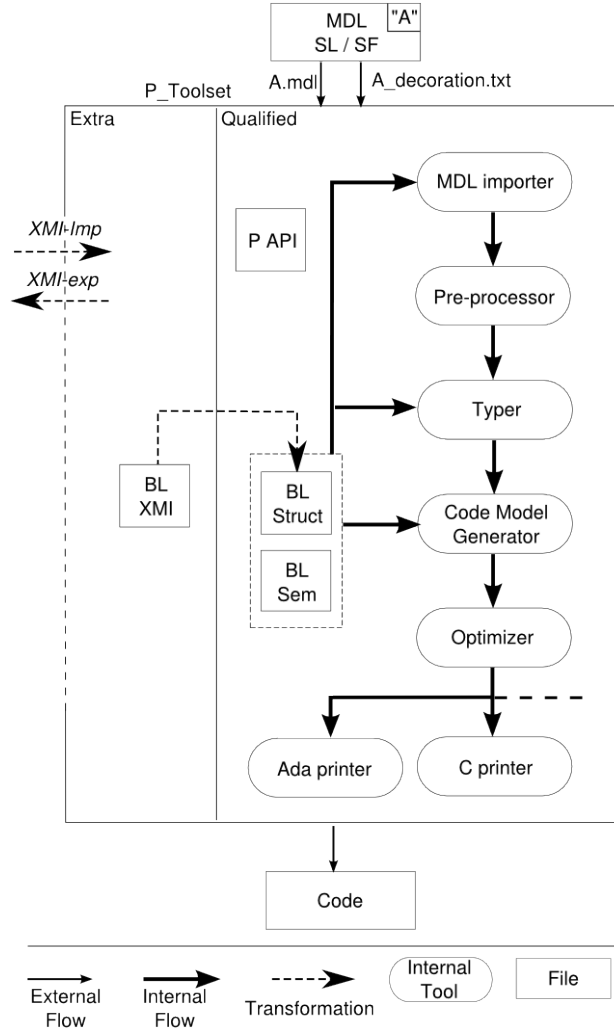 MDL "A"
SL / SF
A.mdl
A_decoration.txt
P_Toolset
Extra
Qualified
MDL importer
XMI-Imp
P API
XMI-exp
Pre-processor
Typer
BL
XMI
BL
Struct
Code Model
Generator
BL
Sem
Optimizer
Ada printer
C printer
Code
External
Flow
Internal
Flow
Transformation
Internal
Tool
File